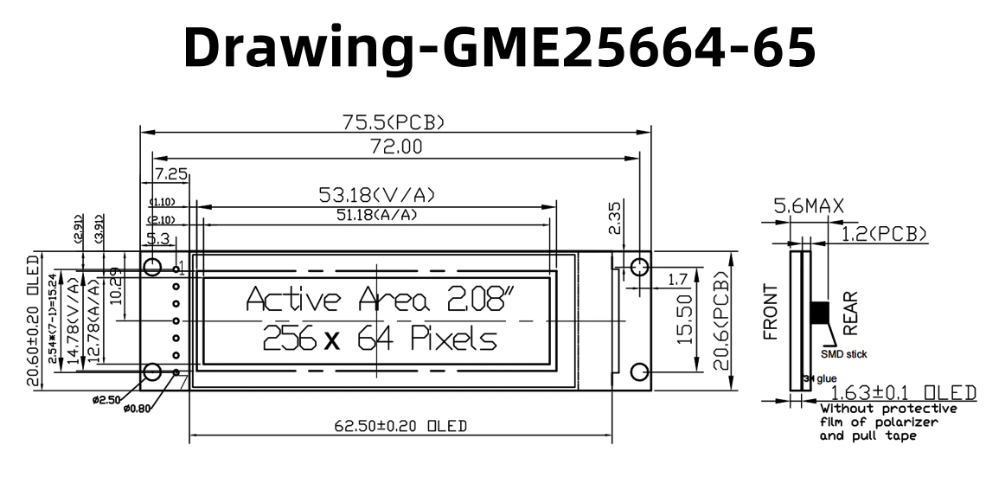 Drawing-GME25664-65
75.5(PCB)
72.00
7.25
53.18(V/A)
(1.10)
51.18(A/A)
(2.10)
5.3
(2.91)
(3.91)
2.35
5.6MAX
1.2(PCB)
1
20.60±0.20 OLED
2.54*(7-1)=15.24
14.78(V/A)
12.78(A/A)
10.29
Active Area 2.08"
256 x 64 Pixels
1.7
15.50
20.6(PCB)
FRONT
REAR
SMD stick
3M glue
ø2.50
ø0.80
1.63±0.1 OLED
Without protective
film of polarizer
and pull tape
62.50±0.20 OLED